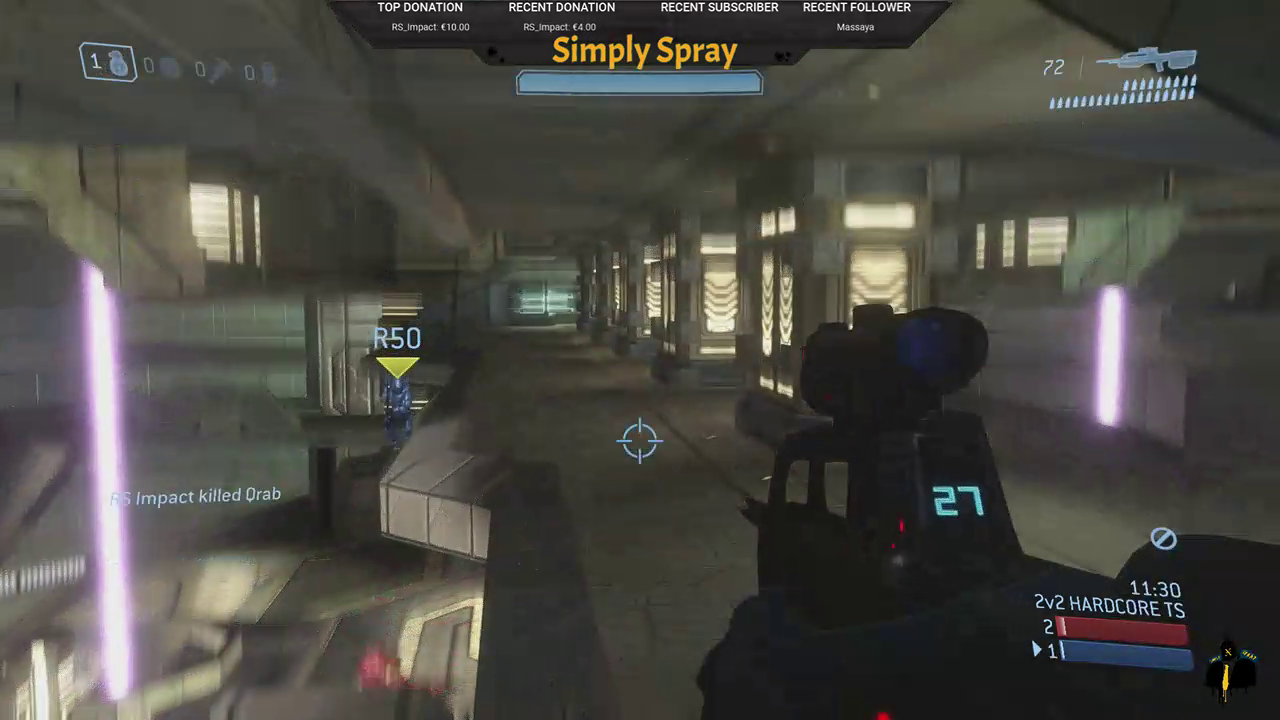 TOP DONATION
RECENT DONATION
RECENT SUBSCRIBER
RECENT FOLLOWER
RS_Impact: €10.00
RS_Impact: €4.00
Massaya
Simply Spray
1
0
0
0
72
R50
RS Impact killed Qrab
27
11:30
2v2 HARDCORE TS
2
1